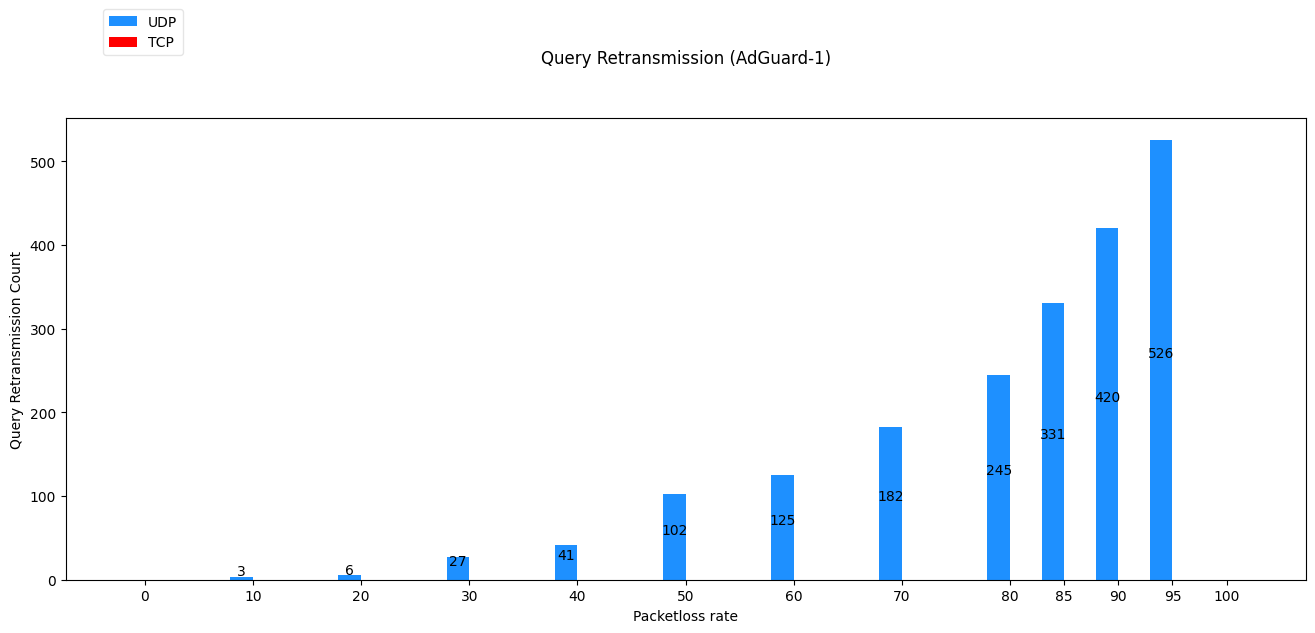 UDP
TCP
Query Retransmission (AdGuard-1)
Query Retransmission Count
500
400
300
200
100
0
3
6
27
41
102
125
182
245
331
420
526
0 10 20 30 40 50 60 70 80 85 90 95 100
Packetloss rate